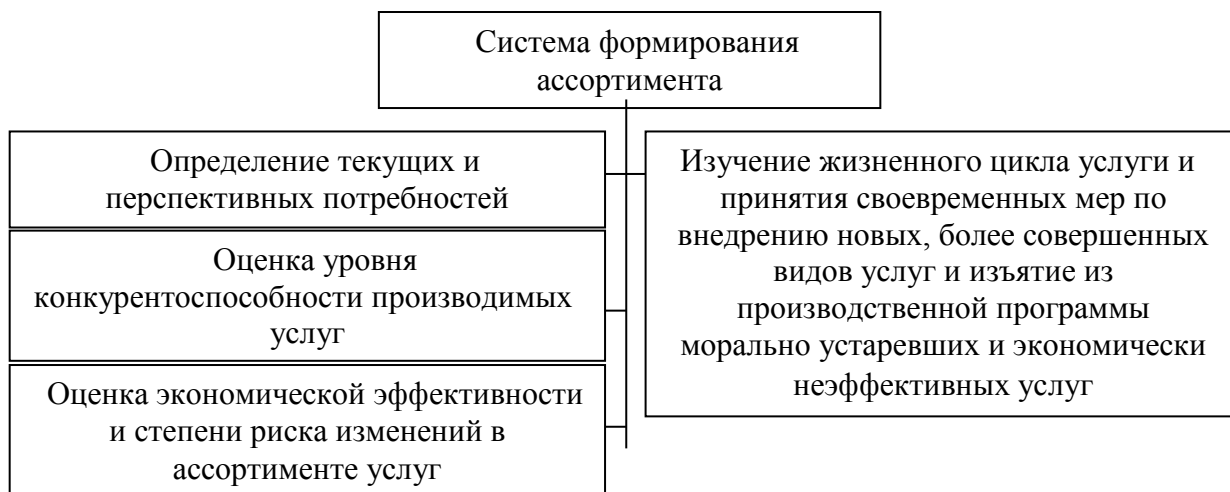 Система формирования
ассортимента
Определение текущих и
перспективных потребностей
Оценка уровня
конкурентоспособности производимых
услуг
Оценка экономической эффективности
и степени риска изменений в
ассортименте услуг
Изучение жизненного цикла услуги и
принятия своевременных мер по
внедрению новых, более совершенных
видов услуг и изъятие из
производственной программы
морально устаревших и экономически
неэффективных услуг